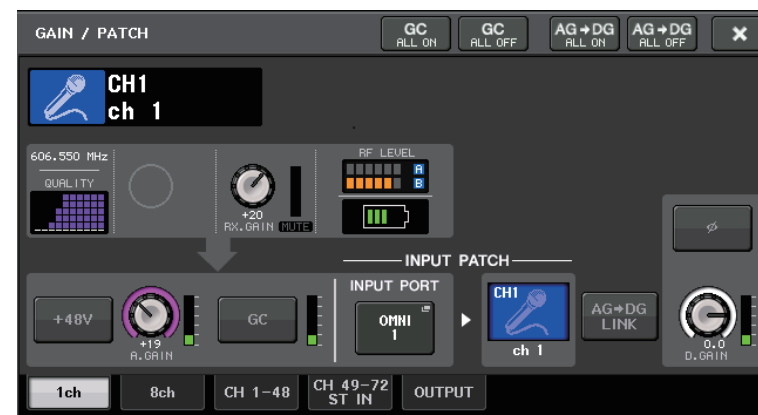 GAIN / PATCH
GC
ALL ON
GC
ALL OFF
AG➔DG
ALL ON
AG➔DG
ALL OFF
CH1
ch 1
606.550 MHz
QUALITY
+20
RX.GAIN MUTE
RF LEVEL
A
B
INPUT PATCH
+48V
+19
A.GAIN
GC
INPUT PORT
OMNI
1
CH1
ch 1
AG➔DG
LINK
ø
0.0
D.GAIN
1ch
8ch
CH 1-48
CH 49-72
ST IN
OUTPUT